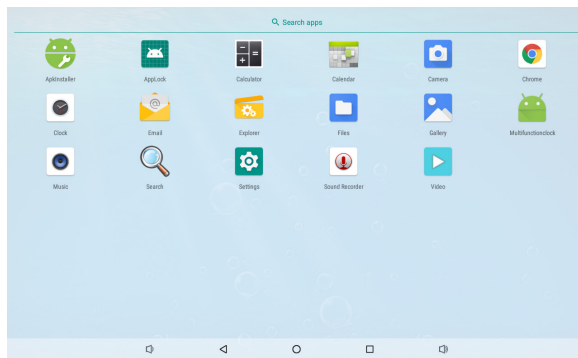 Search apps
ApkInstaller
AppLock
Calculator
Calendar
Camera
Chrome
Clock
Email
Explorer
Files
Gallery
Multifunctionclock
Music
Search
Settings
Sound Recorder
Video